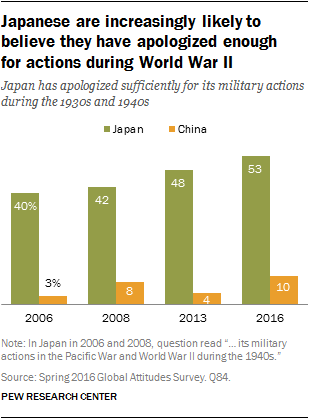 Japanese are increasingly likely to
believe they have apologized enough
for actions during World War II
Japan has apologized sufficiently for its military actions
during the 1930s and 1940s
Japan China
40% 3% 42 8 48 4 53 10
2006 2008 2013 2016
Note: In Japan in 2006 and 2008, question read “… its military
actions in the Pacific War and World War II during the 1940s.”
Source: Spring 2016 Global Attitudes Survey. Q84.
PEW RESEARCH CENTER